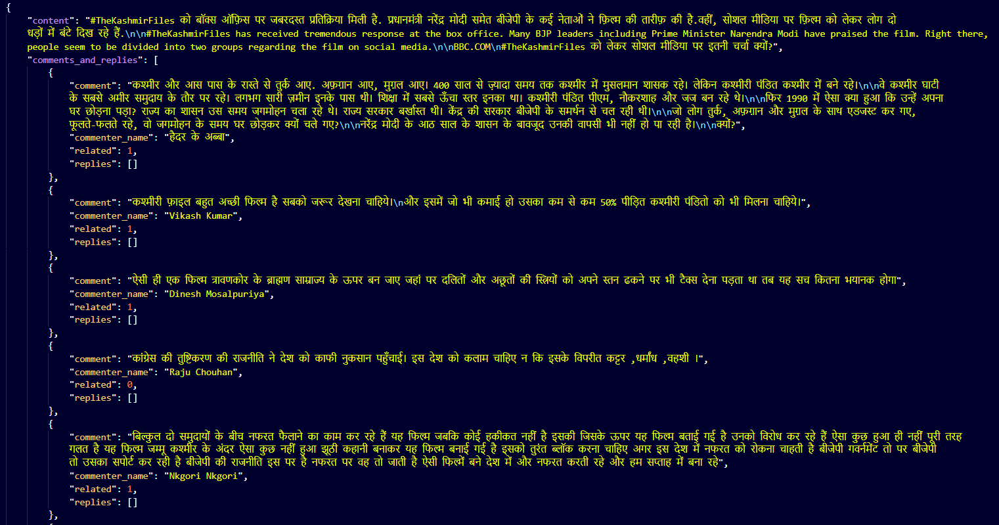 {
"content": "#TheKashmirFiles को बॉक्स ऑफ़िस पर जबरदस्त प्रतिक्रिया मिली है. प्रधानमंत्री नरेंद्र मोदी समेत बीजेपी के कई नेताओं ने फ़िल्म की तारीफ़ की है.वहीं, सोशल मीडिया पर फ़िल्म को लेकर लोग दो
धड़ों में बंटे दिख रहे हैं.\n\n#TheKashmirFiles has received tremendous response at the box office. Many BJP leaders including Prime Minister Narendra Modi have praised the film. Right there,
people seem to be divided into two groups regarding the film on social media.\n\nBBC.COM\n#TheKashmirFiles को लेकर सोशल मीडिया पर इतनी चर्चा क्यों?",
"comments_and_replies": [
{
"comment": "कश्मीर और आस पास के रास्ते से तुर्क आए. अफ़ग़ान आए, मुग़ल आए। 400 साल से ज़्यादा समय तक कश्मीर में मुसलमान शासक रहे। लेकिन कश्मीरी पंडित कश्मीर में बने रहे।\n\nवे कश्मीर घाटी
के सबसे अमीर समुदाय के तौर पर रहे। लगभग सारी ज़मीन इनके पास थी। शिक्षा में सबसे ऊँचा स्तर इनका था। कश्मीरी पंडित पीएम, नौकरशाह और जज बन रहे थे।\n\nफिर 1990 में ऐसा क्या हुआ कि उन्हें अपना
घर छोड़ना पड़ा? राज्य का शासन उस समय जगमोहन चला रहे थे। राज्य सरकार बर्खास्त थी। केंद्र की सरकार बीजेपी के समर्थन से चल रही थी।\n\nजो लोग तुर्क, अफ़ग़ान और मुग़ल के साथ एडजस्ट कर गए,
फूलते-फलते रहे, वो जगमोहन के समय घर छोड़कर क्यों चले गए?\n\nनरेंद्र मोदी के आठ साल के शासन के बावजूद उनकी वापसी भी नहीं हो पा रही है।\n\nक्यों?",
"commenter_name": "हैदर के अब्बा",
"related": 1,
"replies": []
},
{
"comment": "कश्मीरी फ़ाइल बहुत अच्छी फिल्म है सबको जरूर देखना चाहिये।\nऔर इसमें जो भी कमाई हो उसका कम से कम 50% पीड़ित कश्मीरी पंडितो को भी मिलना चाहिये।",
"commenter_name": "Vikash Kumar",
"related": 1,
"replies": []
},
{
"comment": "ऐसी ही एक फिल्म त्रावणकोर के ब्राह्मण साम्राज्य के ऊपर बन जाए जहां पर दलितों और अछूतों की स्त्रियों को अपने स्तन ढकने पर भी टैक्स देना पड़ता था तब यह सच कितना भयानक होगा",
"commenter_name": "Dinesh Mosalpuriya",
"related": 1,
"replies": []
},
{
"comment": "कांग्रेस की तुष्टिकरण की राजनीति ने देश को काफी नुकसान पहुँचाई। इस देश को कलाम चाहिए न कि इसके विपरीत कट्टर ,धर्मांध ,वहशी ।",
"commenter_name": "Raju Chouhan",
"related": 0,
"replies": []
},
{
"comment": "बिल्कुल दो समुदायों के बीच नफरत फैलाने का काम कर रहे हैं यह फिल्म जबकि कोई हकीकत नहीं है इसकी जिसके ऊपर यह फिल्म बताई गई है उनको विरोध कर रहे हैं ऐसा कुछ हुआ ही नहीं पूरी तरह
गलत है यह फिल्म जम्मू कश्मीर के अंदर ऐसा कुछ नहीं हुआ झूठी कहानी बनाकर यह फिल्म बनाई गई है इसको तुरंत ब्लॉक करना चाहिए अगर इस देश में नफरत को रोकना चाहती है बीजेपी गवर्नमेंट तो पर बीजेपी
तो उसका सपोर्ट कर रही है बीजेपी की राजनीति इस पर है नफरत पर वह तो जाती है ऐसी फिल्में बने देश में और नफरत करती रहे और हम सप्ताह में बना रहे",
"commenter_name": "Nkgori Nkgori",
"related": 1,
"replies": []
},